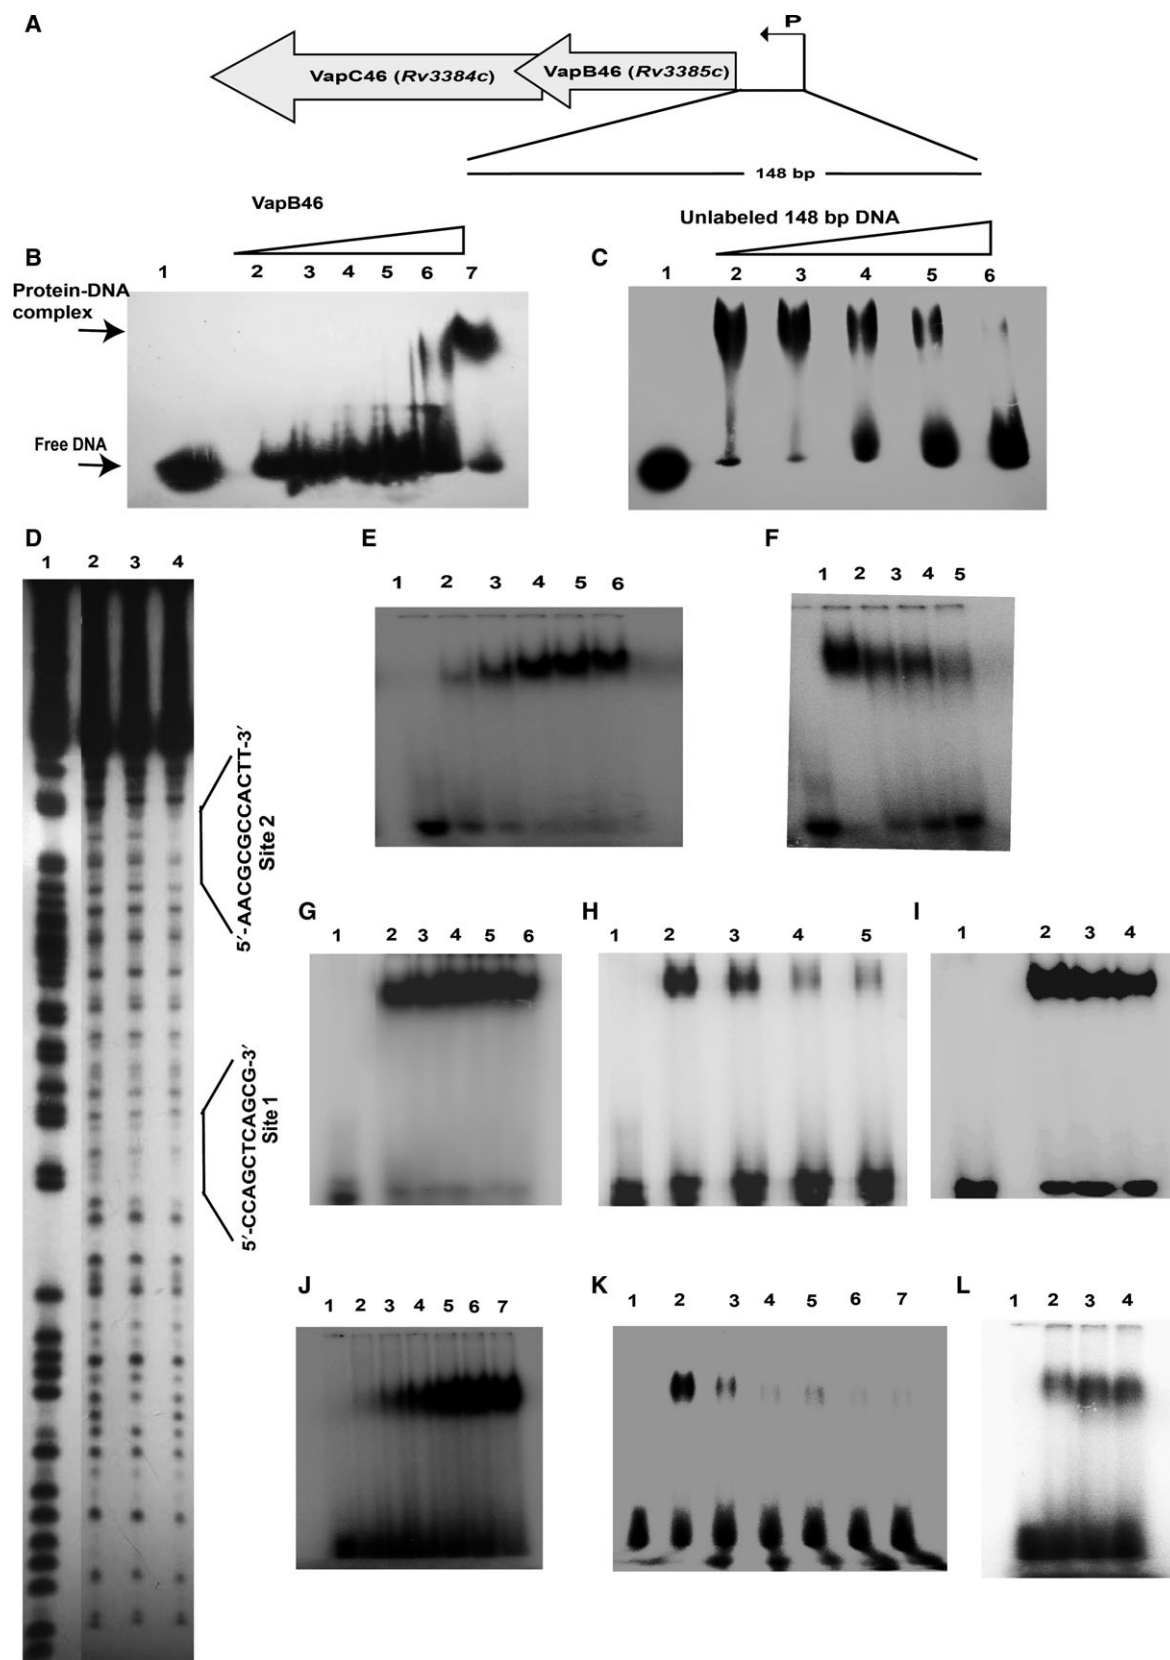 A
P
VapC46 (Rv3384c)
VapB46 (Rv3385c)
148 bp
VapB46
Unlabeled 148 bp DNA
B
1 2 3 4 5 6 7
Protein-DNA
complex
Free DNA
C
1 2 3 4 5 6
D
1 2 3 4
5′-AACGCGCCACTT-3′
Site 2
5′-CCAGCTCAGCG-3′
Site 1
E
1 2 3 4 5 6
F
1 2 3 4 5
G
1 2 3 4 5 6
H
1 2 3 4 5
I
1 2 3 4
J
1 2 3 4 5 6 7
K
1 2 3 4 5 6 7
L
1 2 3 4